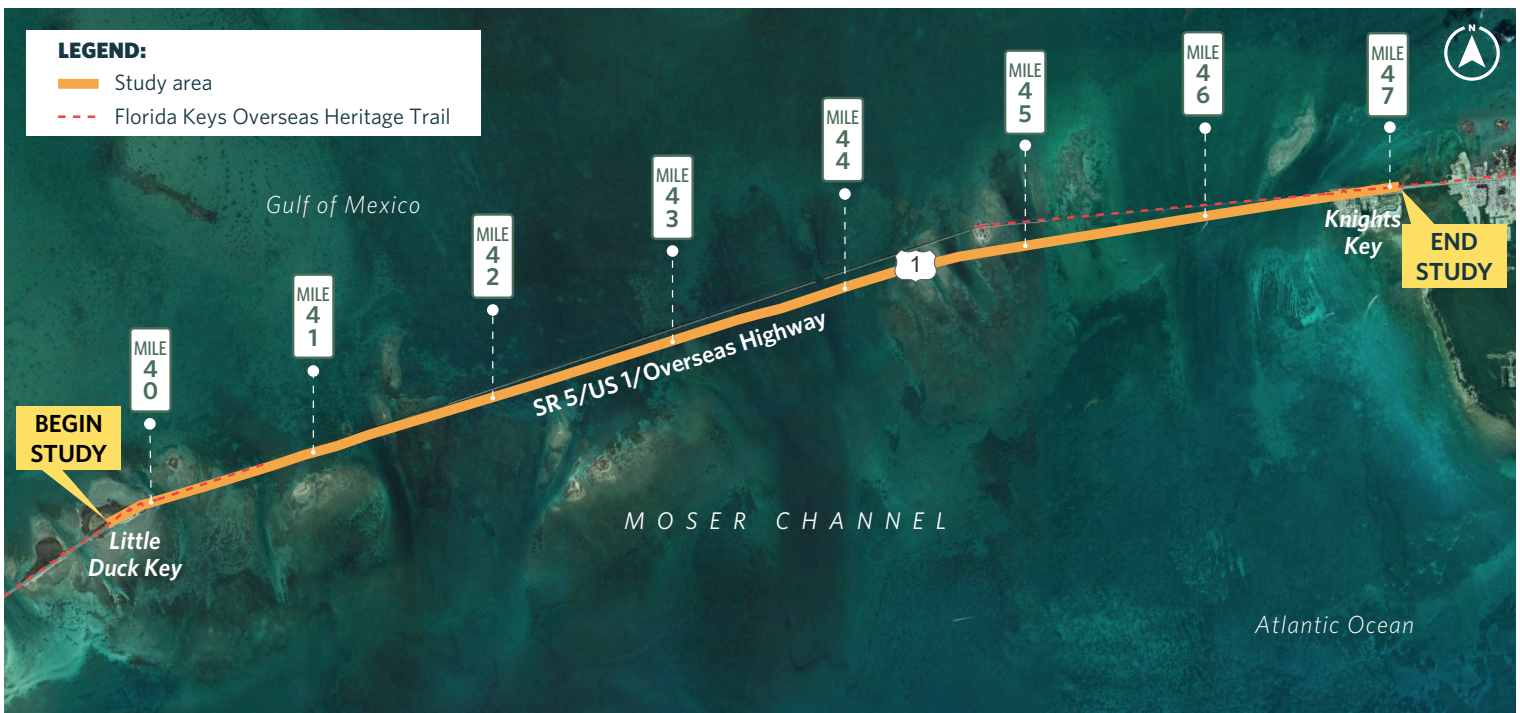 LEGEND:
Study area
Florida Keys Overseas Heritage Trail
N
MILE
4
7
MILE
4
6
MILE
4
5
MILE
4
4
MILE
4
3
MILE
4
2
MILE
4
1
MILE
4
0
Gulf of Mexico
1
SR 5/US 1/Overseas Highway
Knights
Key
END
STUDY
BEGIN
STUDY
Little
Duck Key
MOSER CHANNEL
Atlantic Ocean